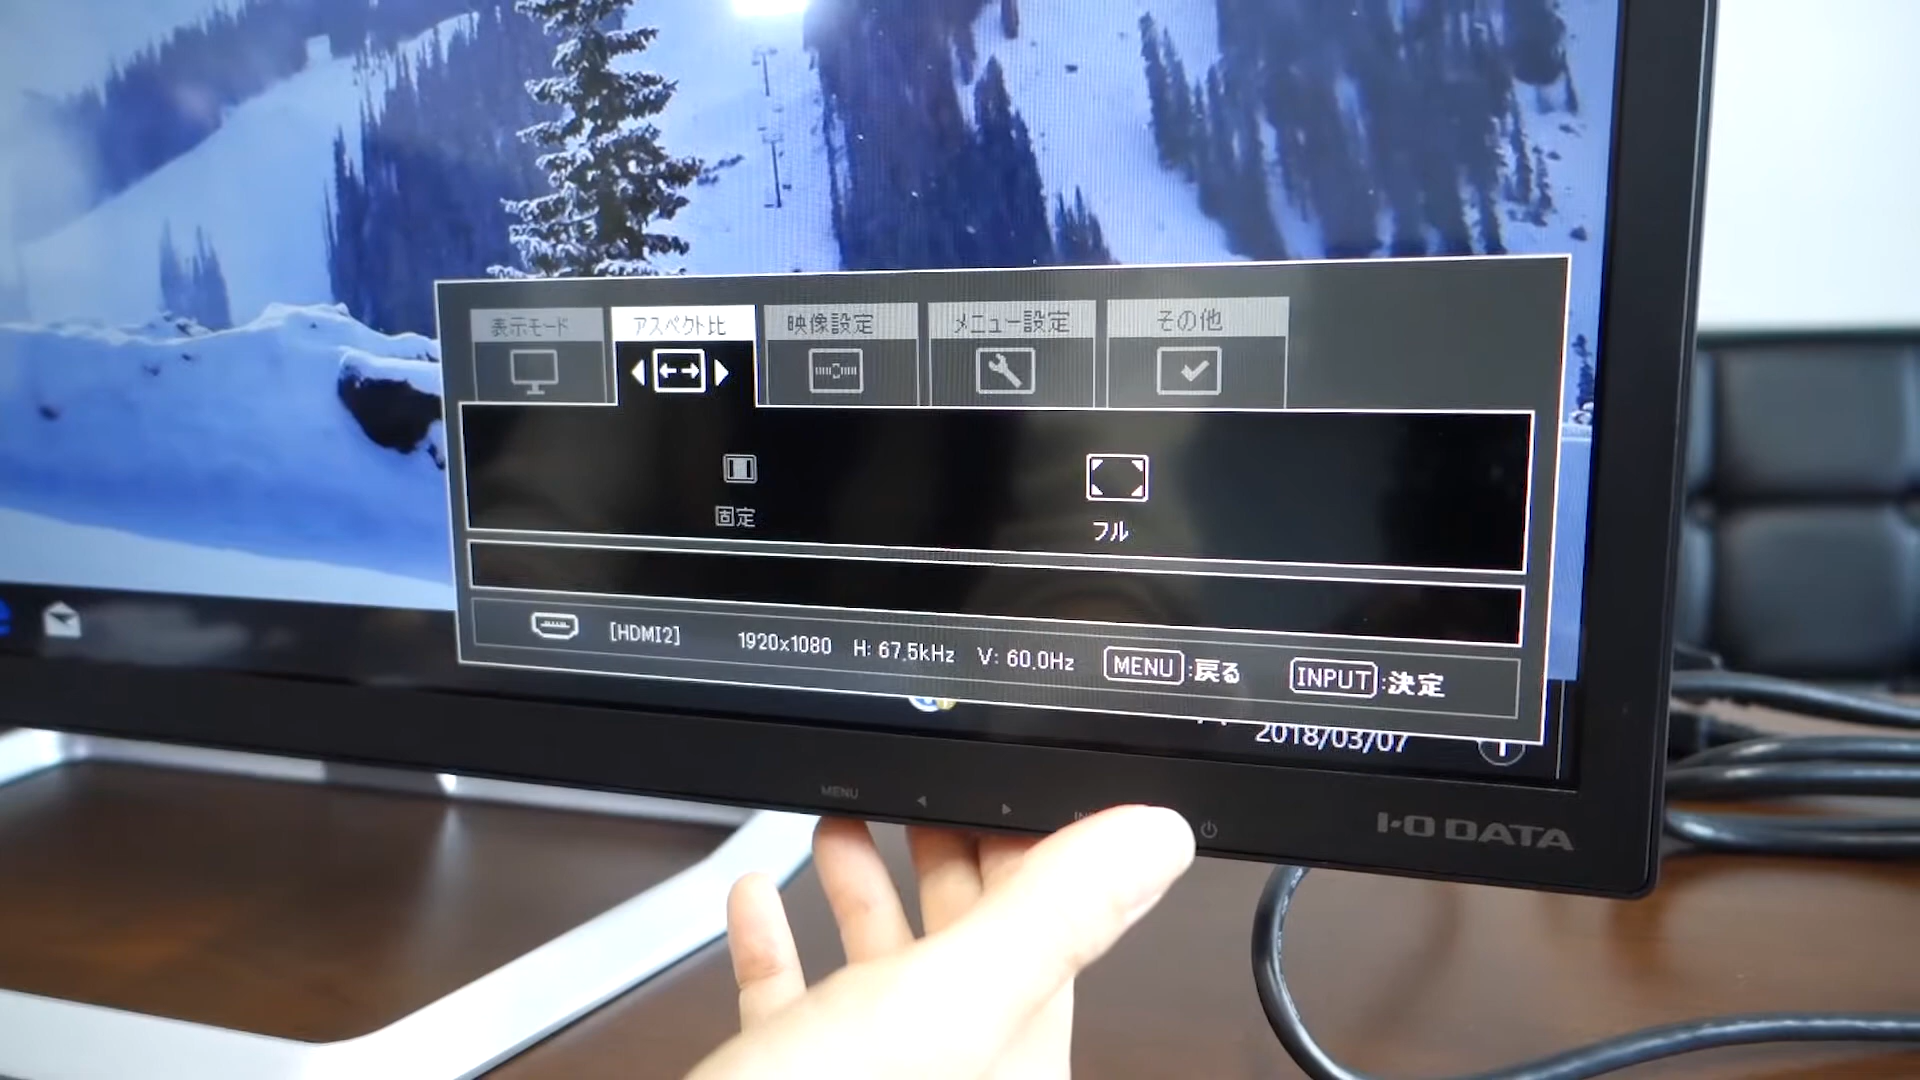 表示モード
アスペクト比
映像設定
メニュー設定
その他
固定
フル
[HDMI2] 1920x1080 H: 67.5kHz V: 60.0Hz MENU:戻る INPUT:決定
2018/03/07
MENU
I-O DATA